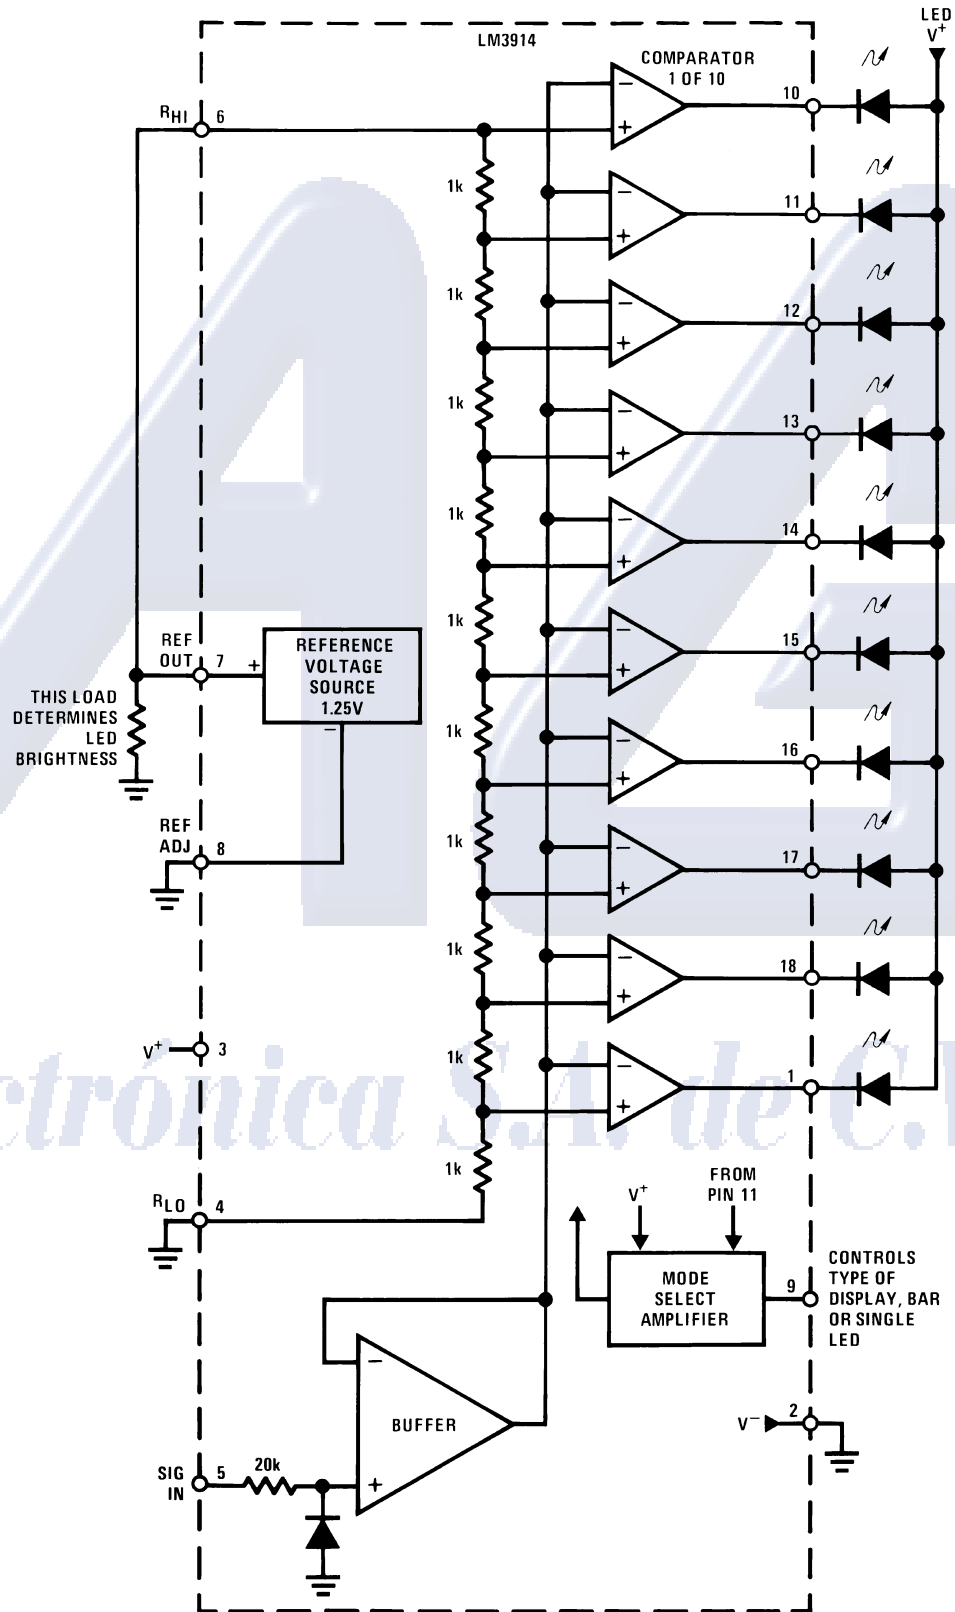 LED
V+
LM3914
COMPARATOR
1 OF 10
RHI
6
10
1k
11
1k
12
1k
13
1k
14
1k
15
REF
OUT
7
+
REFERENCE
VOLTAGE
SOURCE
1.25V
−
THIS LOAD
DETERMINES
LED
BRIGHTNESS
1k
16
REF
ADJ
8
1k
17
1k
18
V+
3
1k
1
ctrónica S.A. de C.V
1k
RLO
4
V+
FROM
PIN 11
MODE
SELECT
AMPLIFIER
9
CONTROLS
TYPE OF
DISPLAY, BAR
OR SINGLE
LED
−
BUFFER
+
V−
2
SIG
IN
5
20k